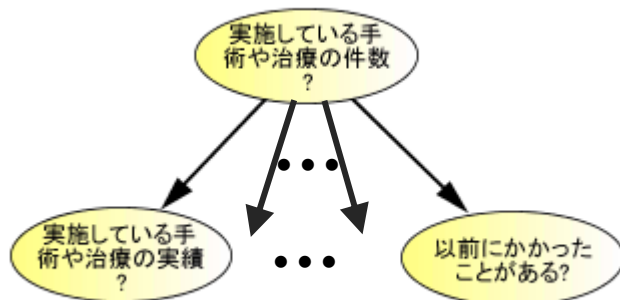 実施している手
術や治療の件数
?
•••
実施している手
術や治療の実績
?
•••
以前にかかった
ことがある?